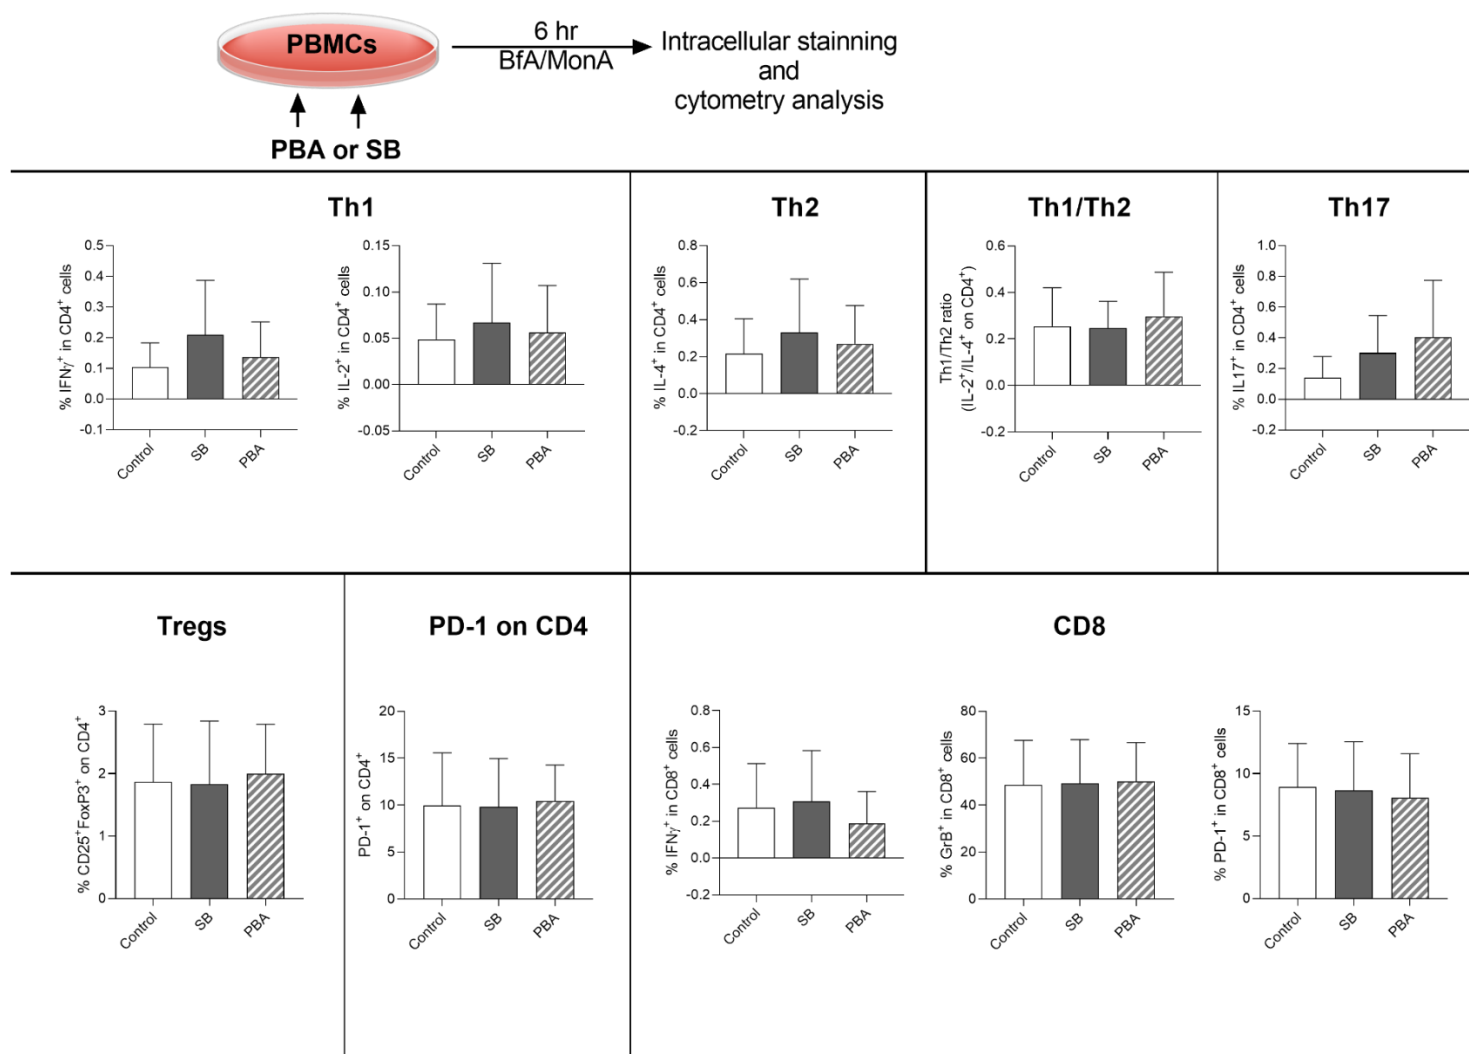 PBMCs
6 hr
BfA/MonA
Intracellular stainning
and
cytometry analysis
PBA or SB
Th1
% IFNγ⁺ in CD4⁺ cells
0.5
0.4
0.3
0.2
0.1
0.0
-0.1
Control
SB
PBA
% IL-2⁺ in CD4⁺ cells
0.15
0.10
0.05
0.00
-0.05
Control
SB
PBA
Th2
% IL-4⁺ in CD4⁺ cells
0.8
0.6
0.4
0.2
0.0
-0.2
Control
SB
PBA
Th1/Th2
Th1/Th2 ratio
(IL-2⁺/IL-4⁺ on CD4⁺)
0.6
0.4
0.2
0.0
-0.2
Control
SB
PBA
Th17
% IL17⁺ in CD4⁺ cells
1.0
0.8
0.6
0.4
0.2
0.0
-0.2
Control
SB
PBA
Tregs
% CD25⁺FoxP3⁺ on CD4⁺
3
2
1
0
Control
SB
PBA
PD-1 on CD4
PD-1⁺ on CD4⁺
20
15
10
5
0
Control
SB
PBA
CD8
% IFNγ⁺ in CD8⁺ cells
0.8
0.6
0.4
0.2
0.0
-0.2
Control
SB
PBA
% GrB⁺ in CD8⁺ cells
80
60
40
20
0
Control
SB
PBA
% PD-1⁺ in CD8⁺ cells
15
10
5
0
Control
SB
PBA